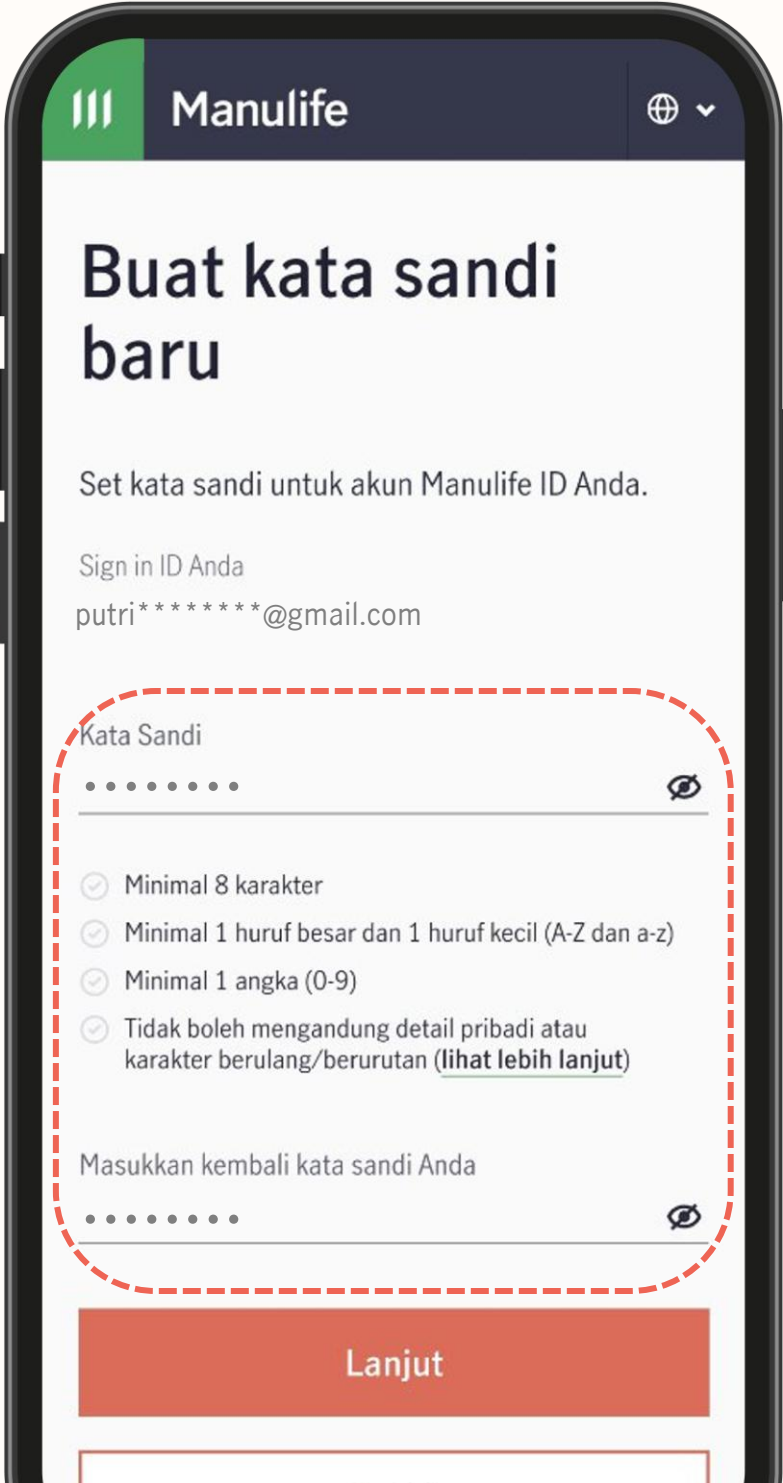 Manulife
Buat kata sandi
baru
Set kata sandi untuk akun Manulife ID Anda.
Sign in ID Anda
putri********@gmail.com
Kata Sandi
••••••••
Minimal 8 karakter
Minimal 1 huruf besar dan 1 huruf kecil (A-Z dan a-z)
Minimal 1 angka (0-9)
Tidak boleh mengandung detail pribadi atau
karakter berulang/berurutan (lihat lebih lanjut)
Masukkan kembali kata sandi Anda
••••••••
Lanjut